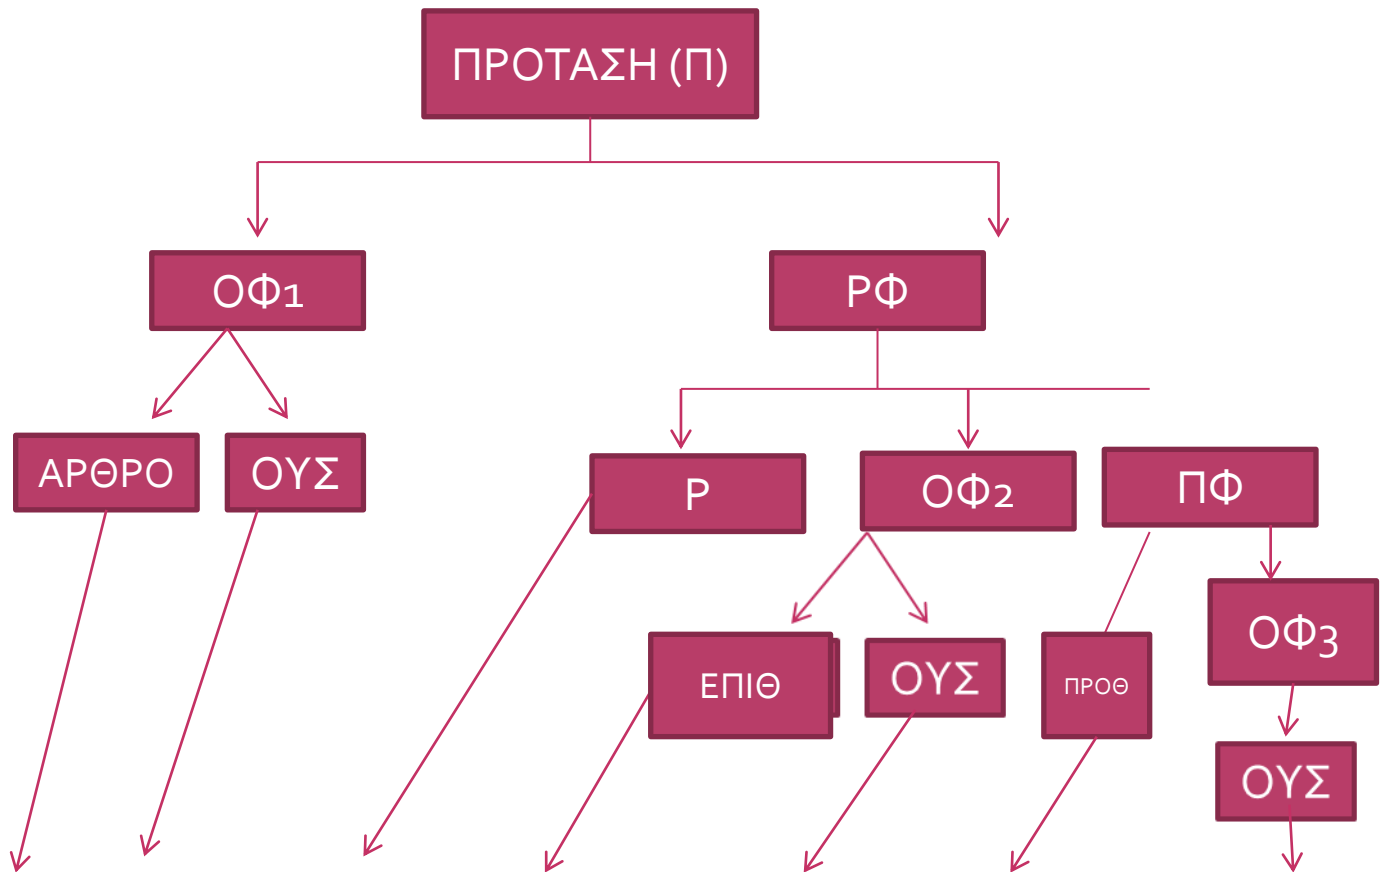 ΠΡΟΤΑΣΗ (Π)
ΟΦ1
ΡΦ
ΑΡΘΡΟ
ΟΥΣ
Ρ
ΟΦ2
ΠΦ
ΕΠΙΘ
ΟΥΣ
ΠΡΟΘ
ΟΦ3
ΟΥΣ